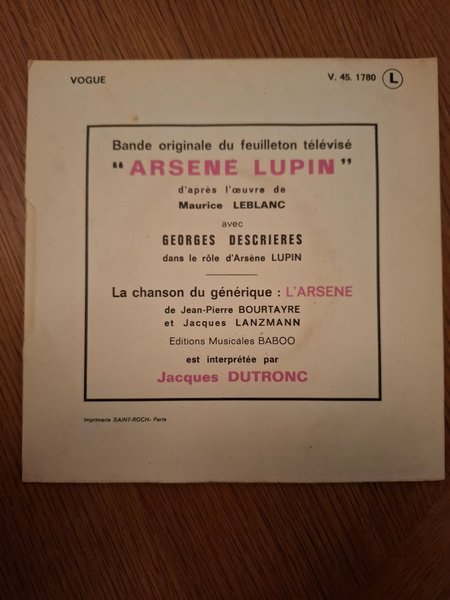 VOGUE V. 45. 1780 L
Bande originale du feuilleton télévisé
“ARSENE LUPIN”
d'après l'œuvre de
Maurice LEBLANC
avec
GEORGES DESCRIERES
dans le rôle d'Arsène LUPIN
La chanson du générique : L'ARSENE
de Jean-Pierre BOURTAYRE
et Jacques LANZMANN
Editions Musicales BABOO
est interprétée par
Jacques DUTRONC
Imprimerie SAINT-ROCH - Paris